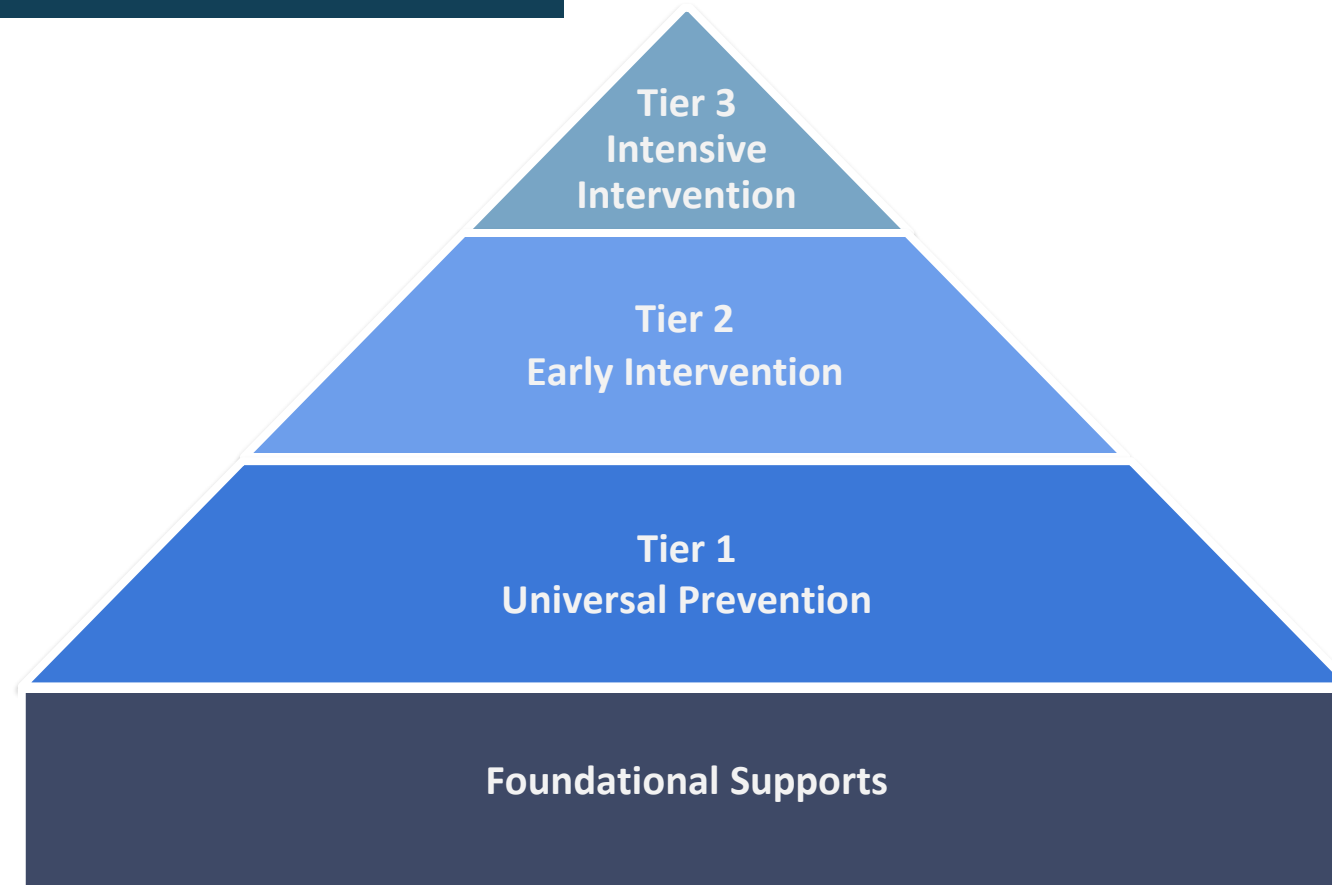 Tier 3
Intensive
Intervention
Tier 2
Early Intervention
Tier 1
Universal Prevention
Foundational Supports